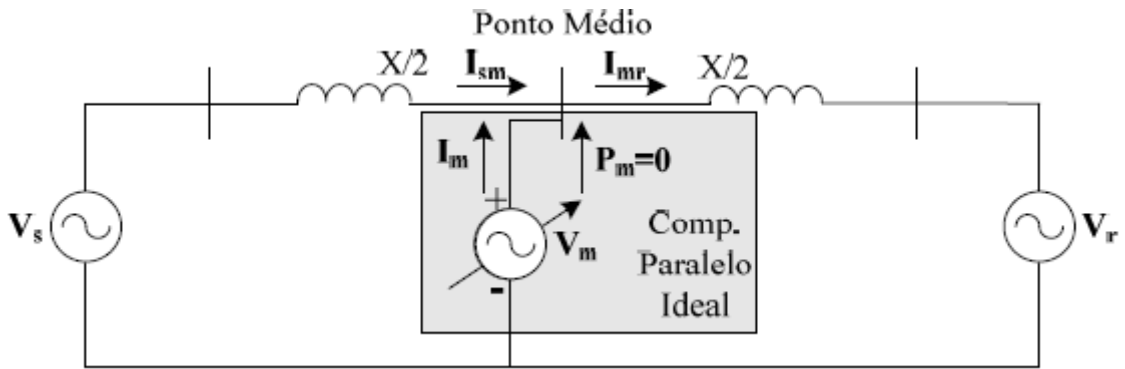 Ponto Médio
X/2
I_sm
I_mr
X/2
I_m
P_m=0
+
V_s
V_m
-
Comp.
Paralelo
Ideal
V_r